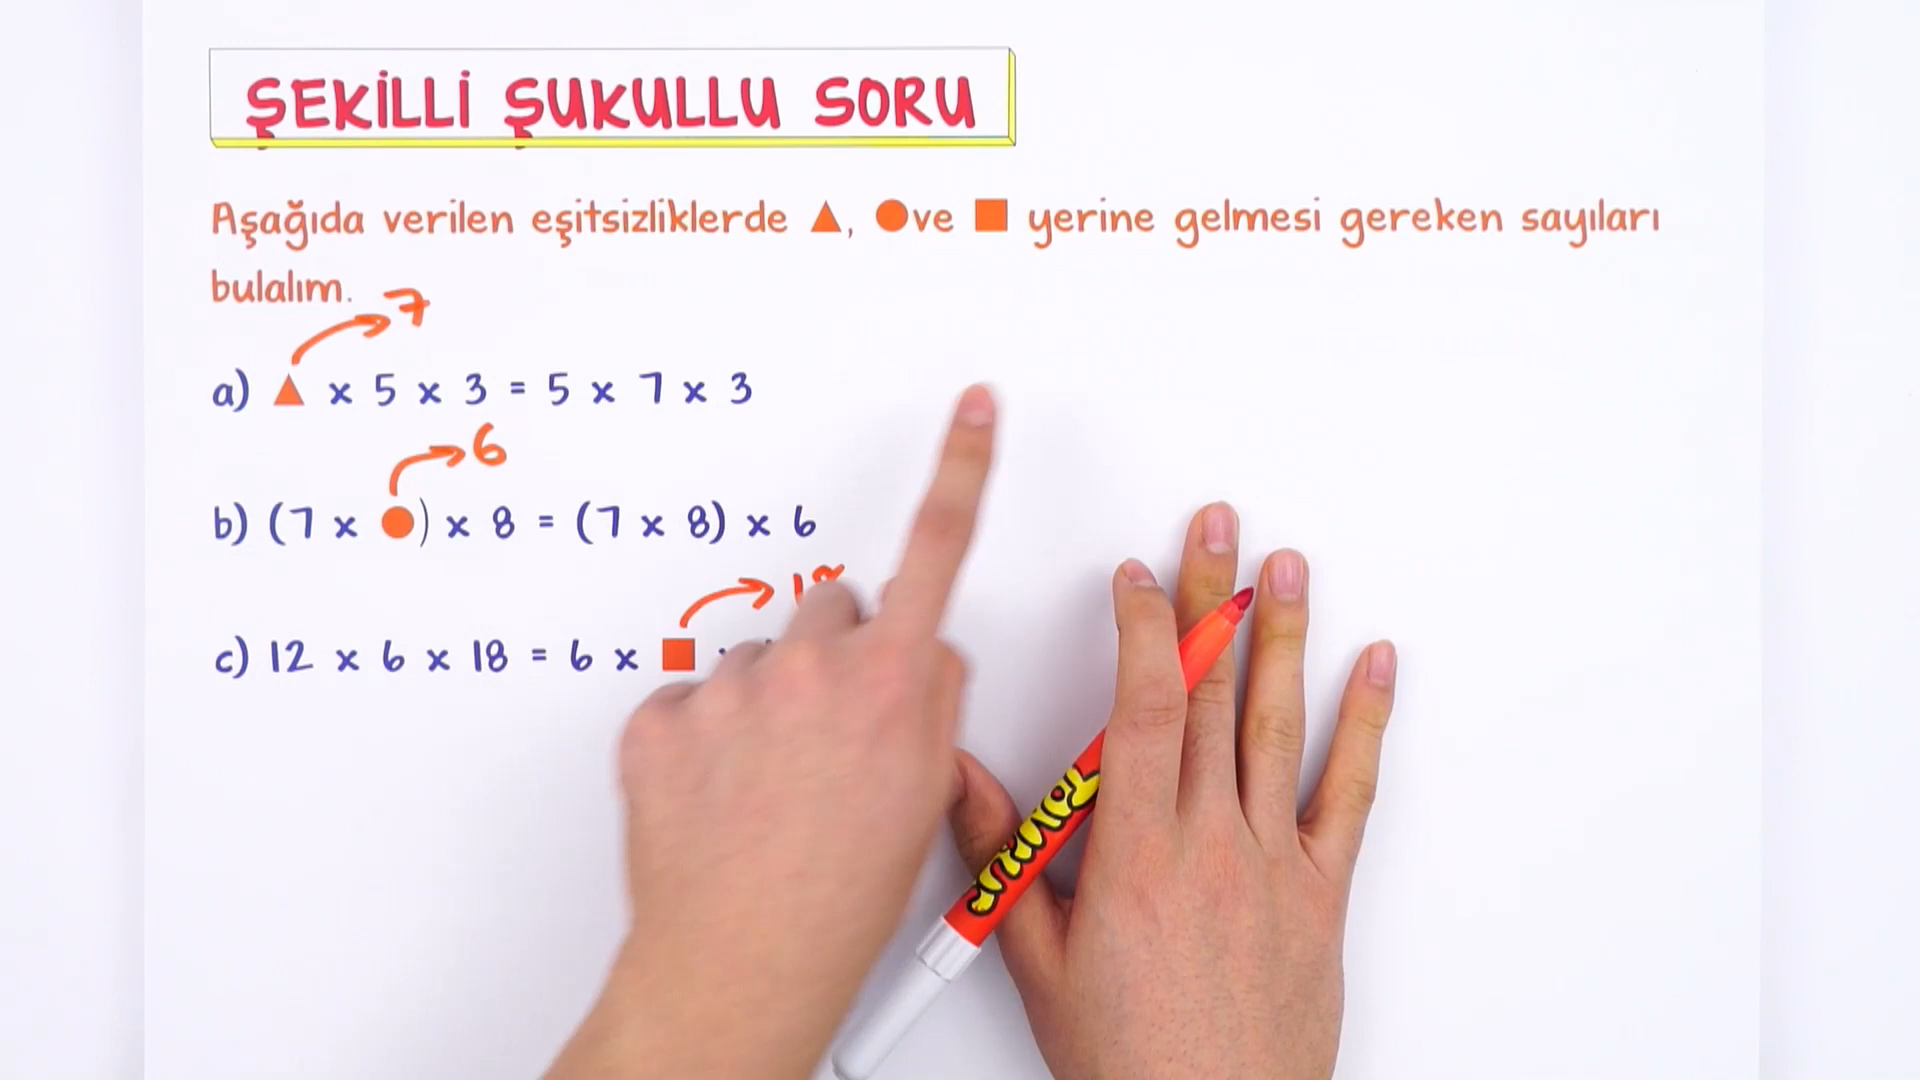 ŞEKİLLİ ŞUKULLU SORU
Aşağıda verilen eşitsizliklerde ▲, ●ve ■ yerine gelmesi gereken sayıları
bulalım.
7
a) ▲ x 5 x 3 = 5 x 7 x 3
6
b) (7 x ●) x 8 = (7 x 8) x 6
c) 12 x 6 x 18 = 6 x ■